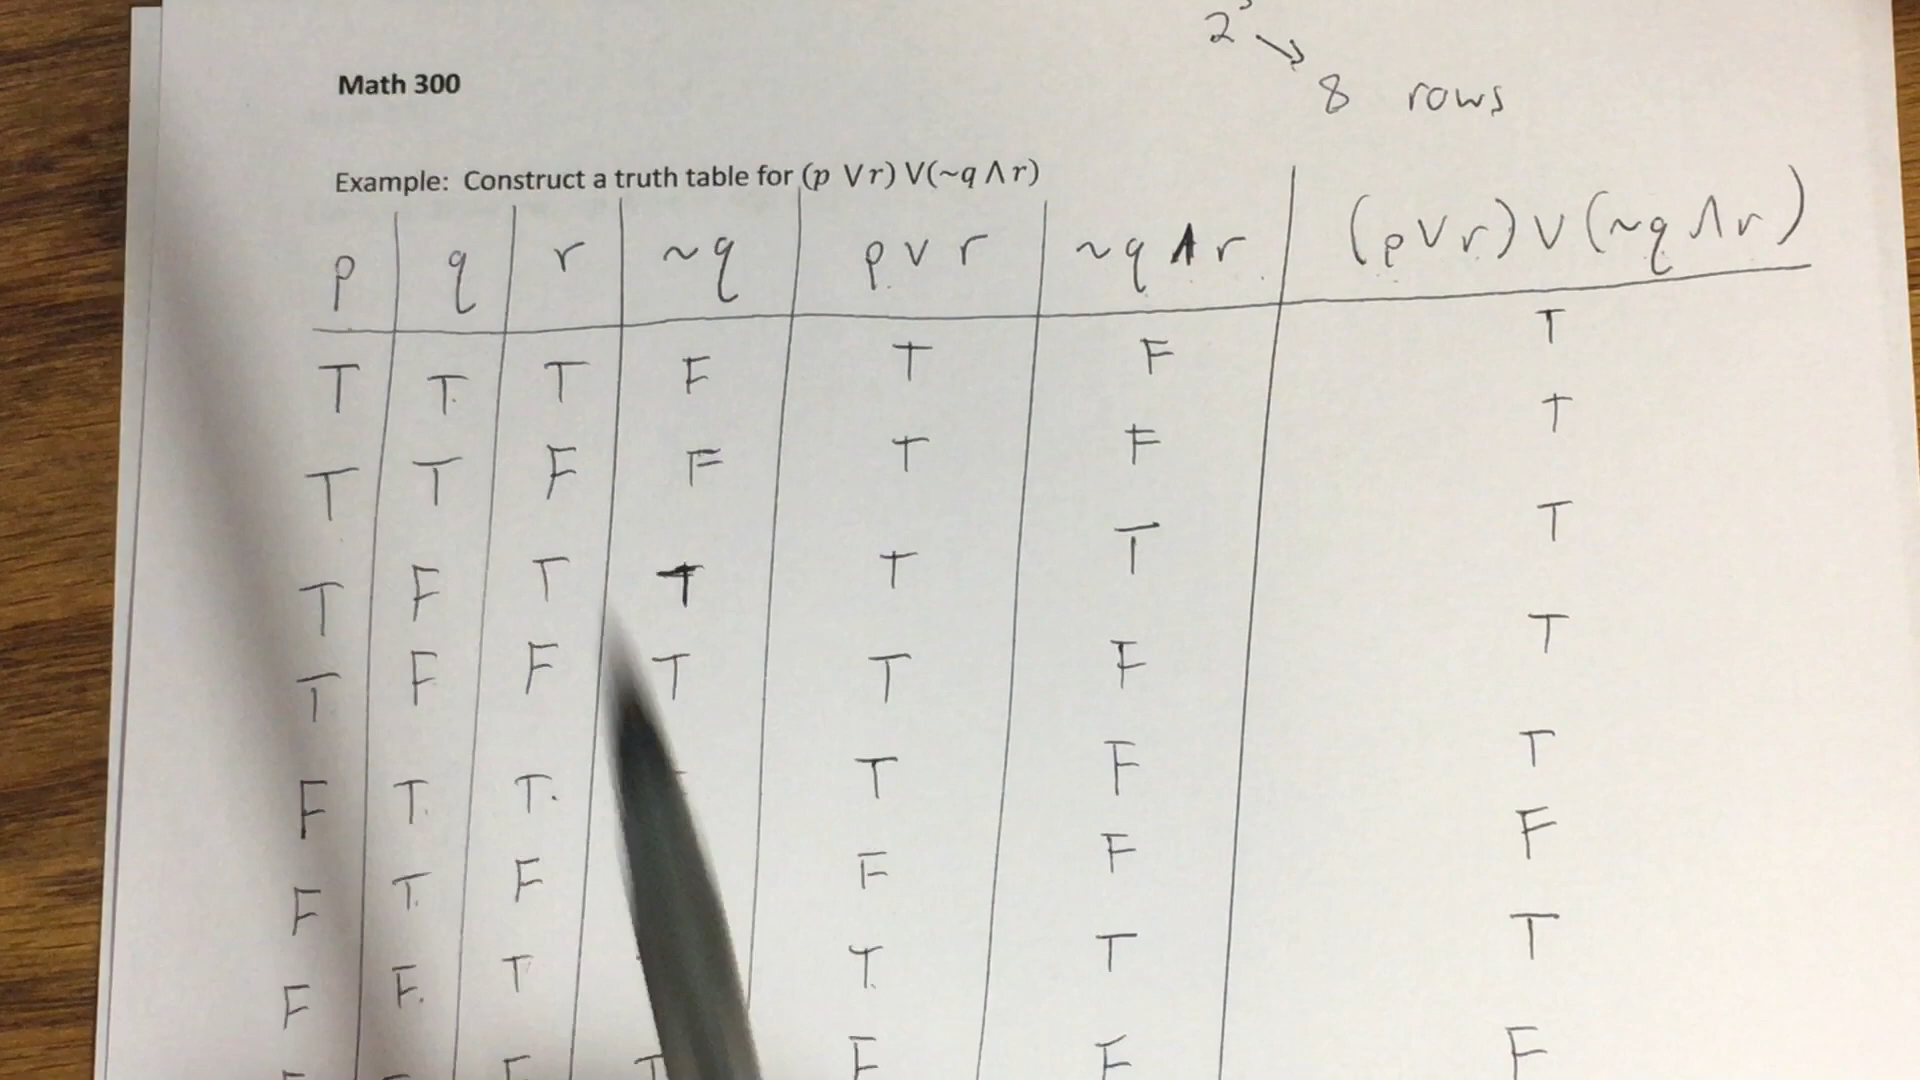 2³
8 rows
Math 300
Example: Construct a truth table for (p ∨ r) ∨(~q ∧ r)
p q r ~q p ∨ r ~q ∧ r (p ∨ r) ∨ (~q ∧ r)
T T T F T F T
T T F F T F T
T F T T T T T
T F F T T F T
F T T T F T
F T F F F F
F F T T T T
F F F T F F F